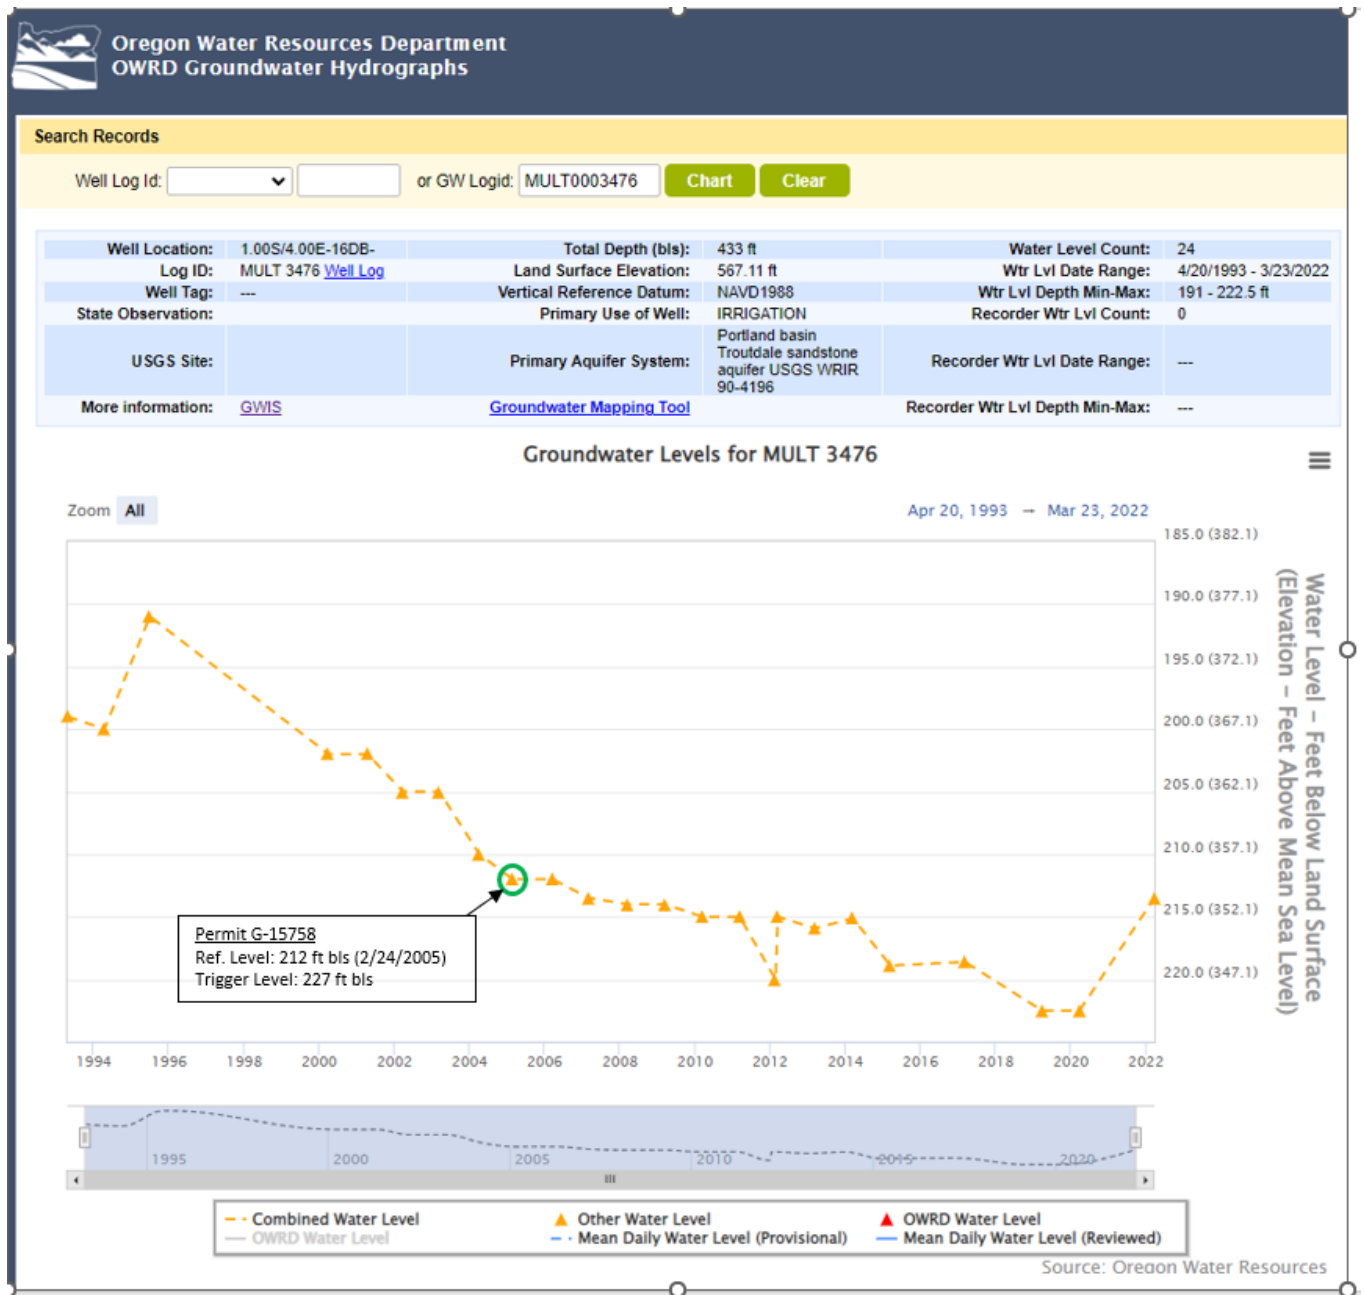 Oregon Water Resources Department
OWRD Groundwater Hydrographs
Search Records
Well Log Id:
or GW Logid: MULT0003476 Chart Clear
Well Location: 1.00S/4.00E-16DB- Total Depth (bls): 433 ft Water Level Count: 24
Log ID: MULT 3476 Well Log Land Surface Elevation: 567.11 ft Wtr Lvl Date Range: 4/20/1993 - 3/23/2022
Well Tag: --- Vertical Reference Datum: NAVD1988 Wtr Lvl Depth Min-Max: 191 - 222.5 ft
State Observation: Primary Use of Well: IRRIGATION Recorder Wtr Lvl Count: 0
USGS Site: Primary Aquifer System: Portland basin
Troutdale sandstone
aquifer USGS WRIR
90-4196
Recorder Wtr Lvl Date Range: ---
More information: GWIS Groundwater Mapping Tool Recorder Wtr Lvl Depth Min-Max: ---
Groundwater Levels for MULT 3476
Zoom All
Apr 20, 1993 → Mar 23, 2022
185.0 (382.1)
190.0 (377.1)
195.0 (372.1)
200.0 (367.1)
205.0 (362.1)
210.0 (357.1)
215.0 (352.1)
220.0 (347.1)
Water Level – Feet Below Land Surface
(Elevation – Feet Above Mean Sea Level)
Permit G-15758
Ref. Level: 212 ft bls (2/24/2005)
Trigger Level: 227 ft bls
1994 1996 1998 2000 2002 2004 2006 2008 2010 2012 2014 2016 2018 2020 2022
1995 2000 2005 2010 2015 2020
Combined Water Level Other Water Level OWRD Water Level
OWRD Water Level Mean Daily Water Level (Provisional) Mean Daily Water Level (Reviewed)
Source: Oregon Water Resources